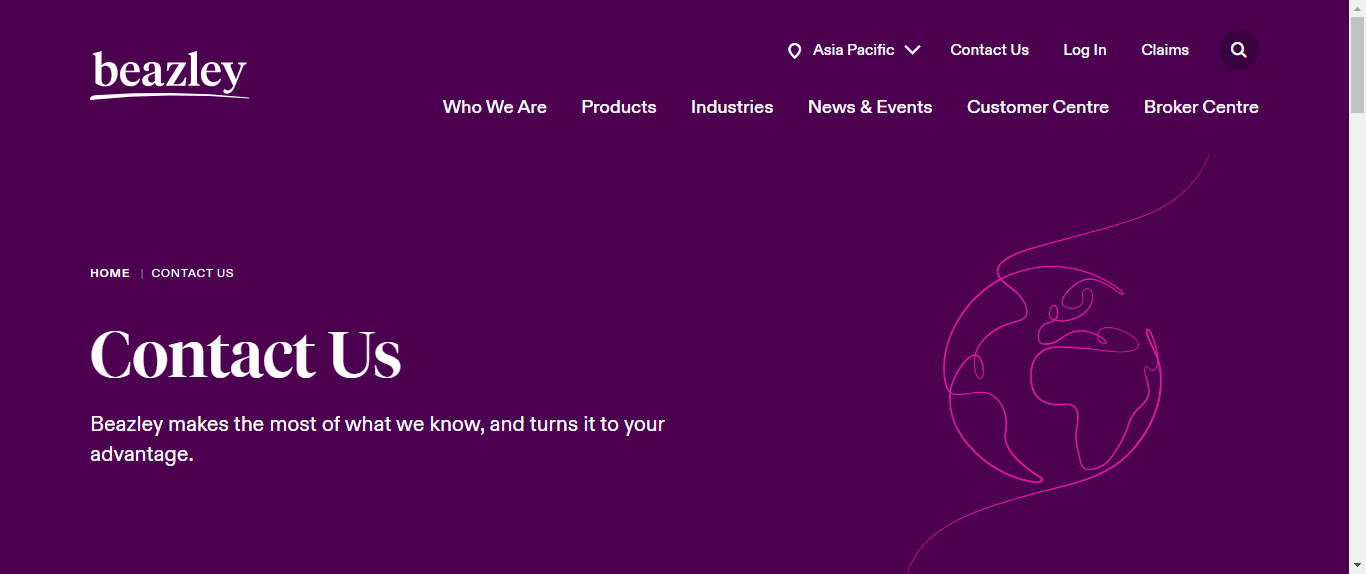 beazley
Asia Pacific
Contact Us
Log In
Claims
Who We Are
Products
Industries
News & Events
Customer Centre
Broker Centre
HOME | CONTACT US
Contact Us
Beazley makes the most of what we know, and turns it to your
advantage.